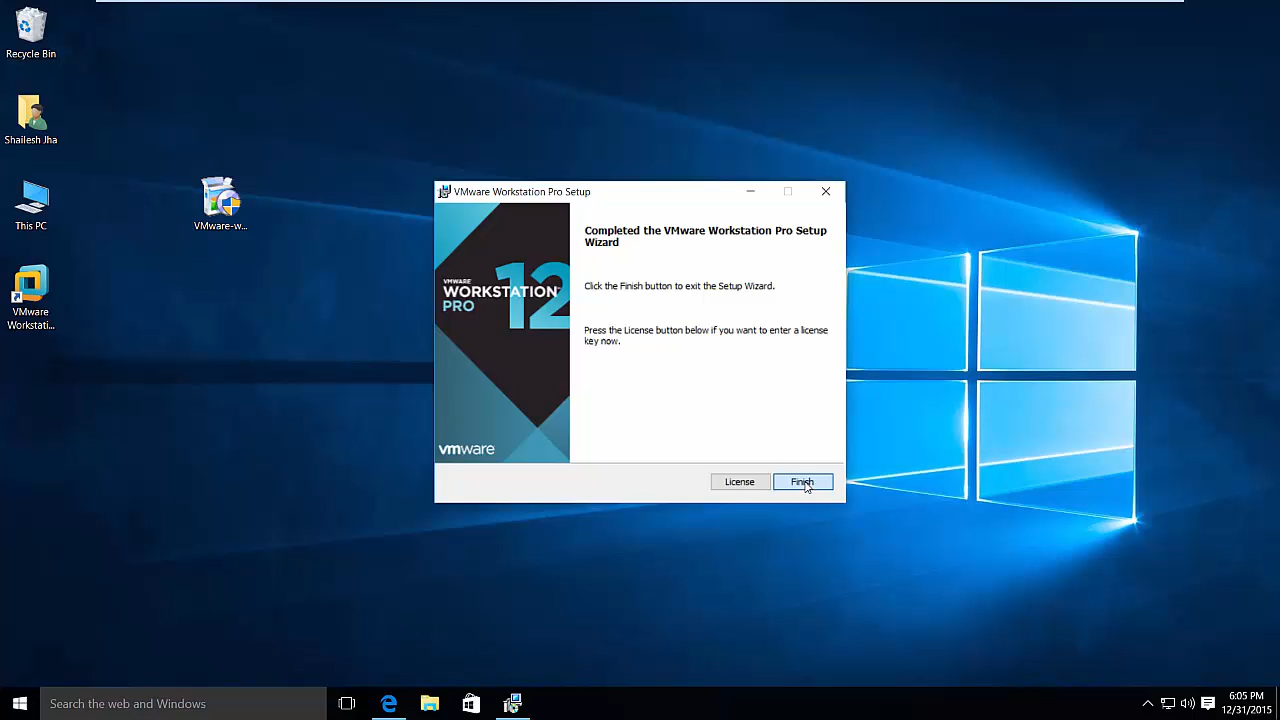 Recycle Bin
Shailesh Jha
This PC
VMware
Workstati...
VMware-w...
VMware Workstation Pro Setup
VMWARE
WORKSTATION
PRO
12
vmware
Completed the VMware Workstation Pro Setup
Wizard
Click the Finish button to exit the Setup Wizard.
Press the License button below if you want to enter a license
key now.
License
Finish
Search the web and Windows
6:05 PM
12/31/2015